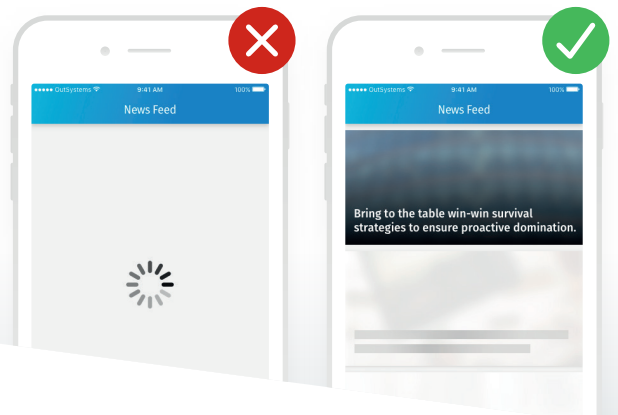 OutSystems 9:41 AM 100%
News Feed
OutSystems 9:41 AM 100%
News Feed
Bring to the table win-win survival
strategies to ensure proactive domination.